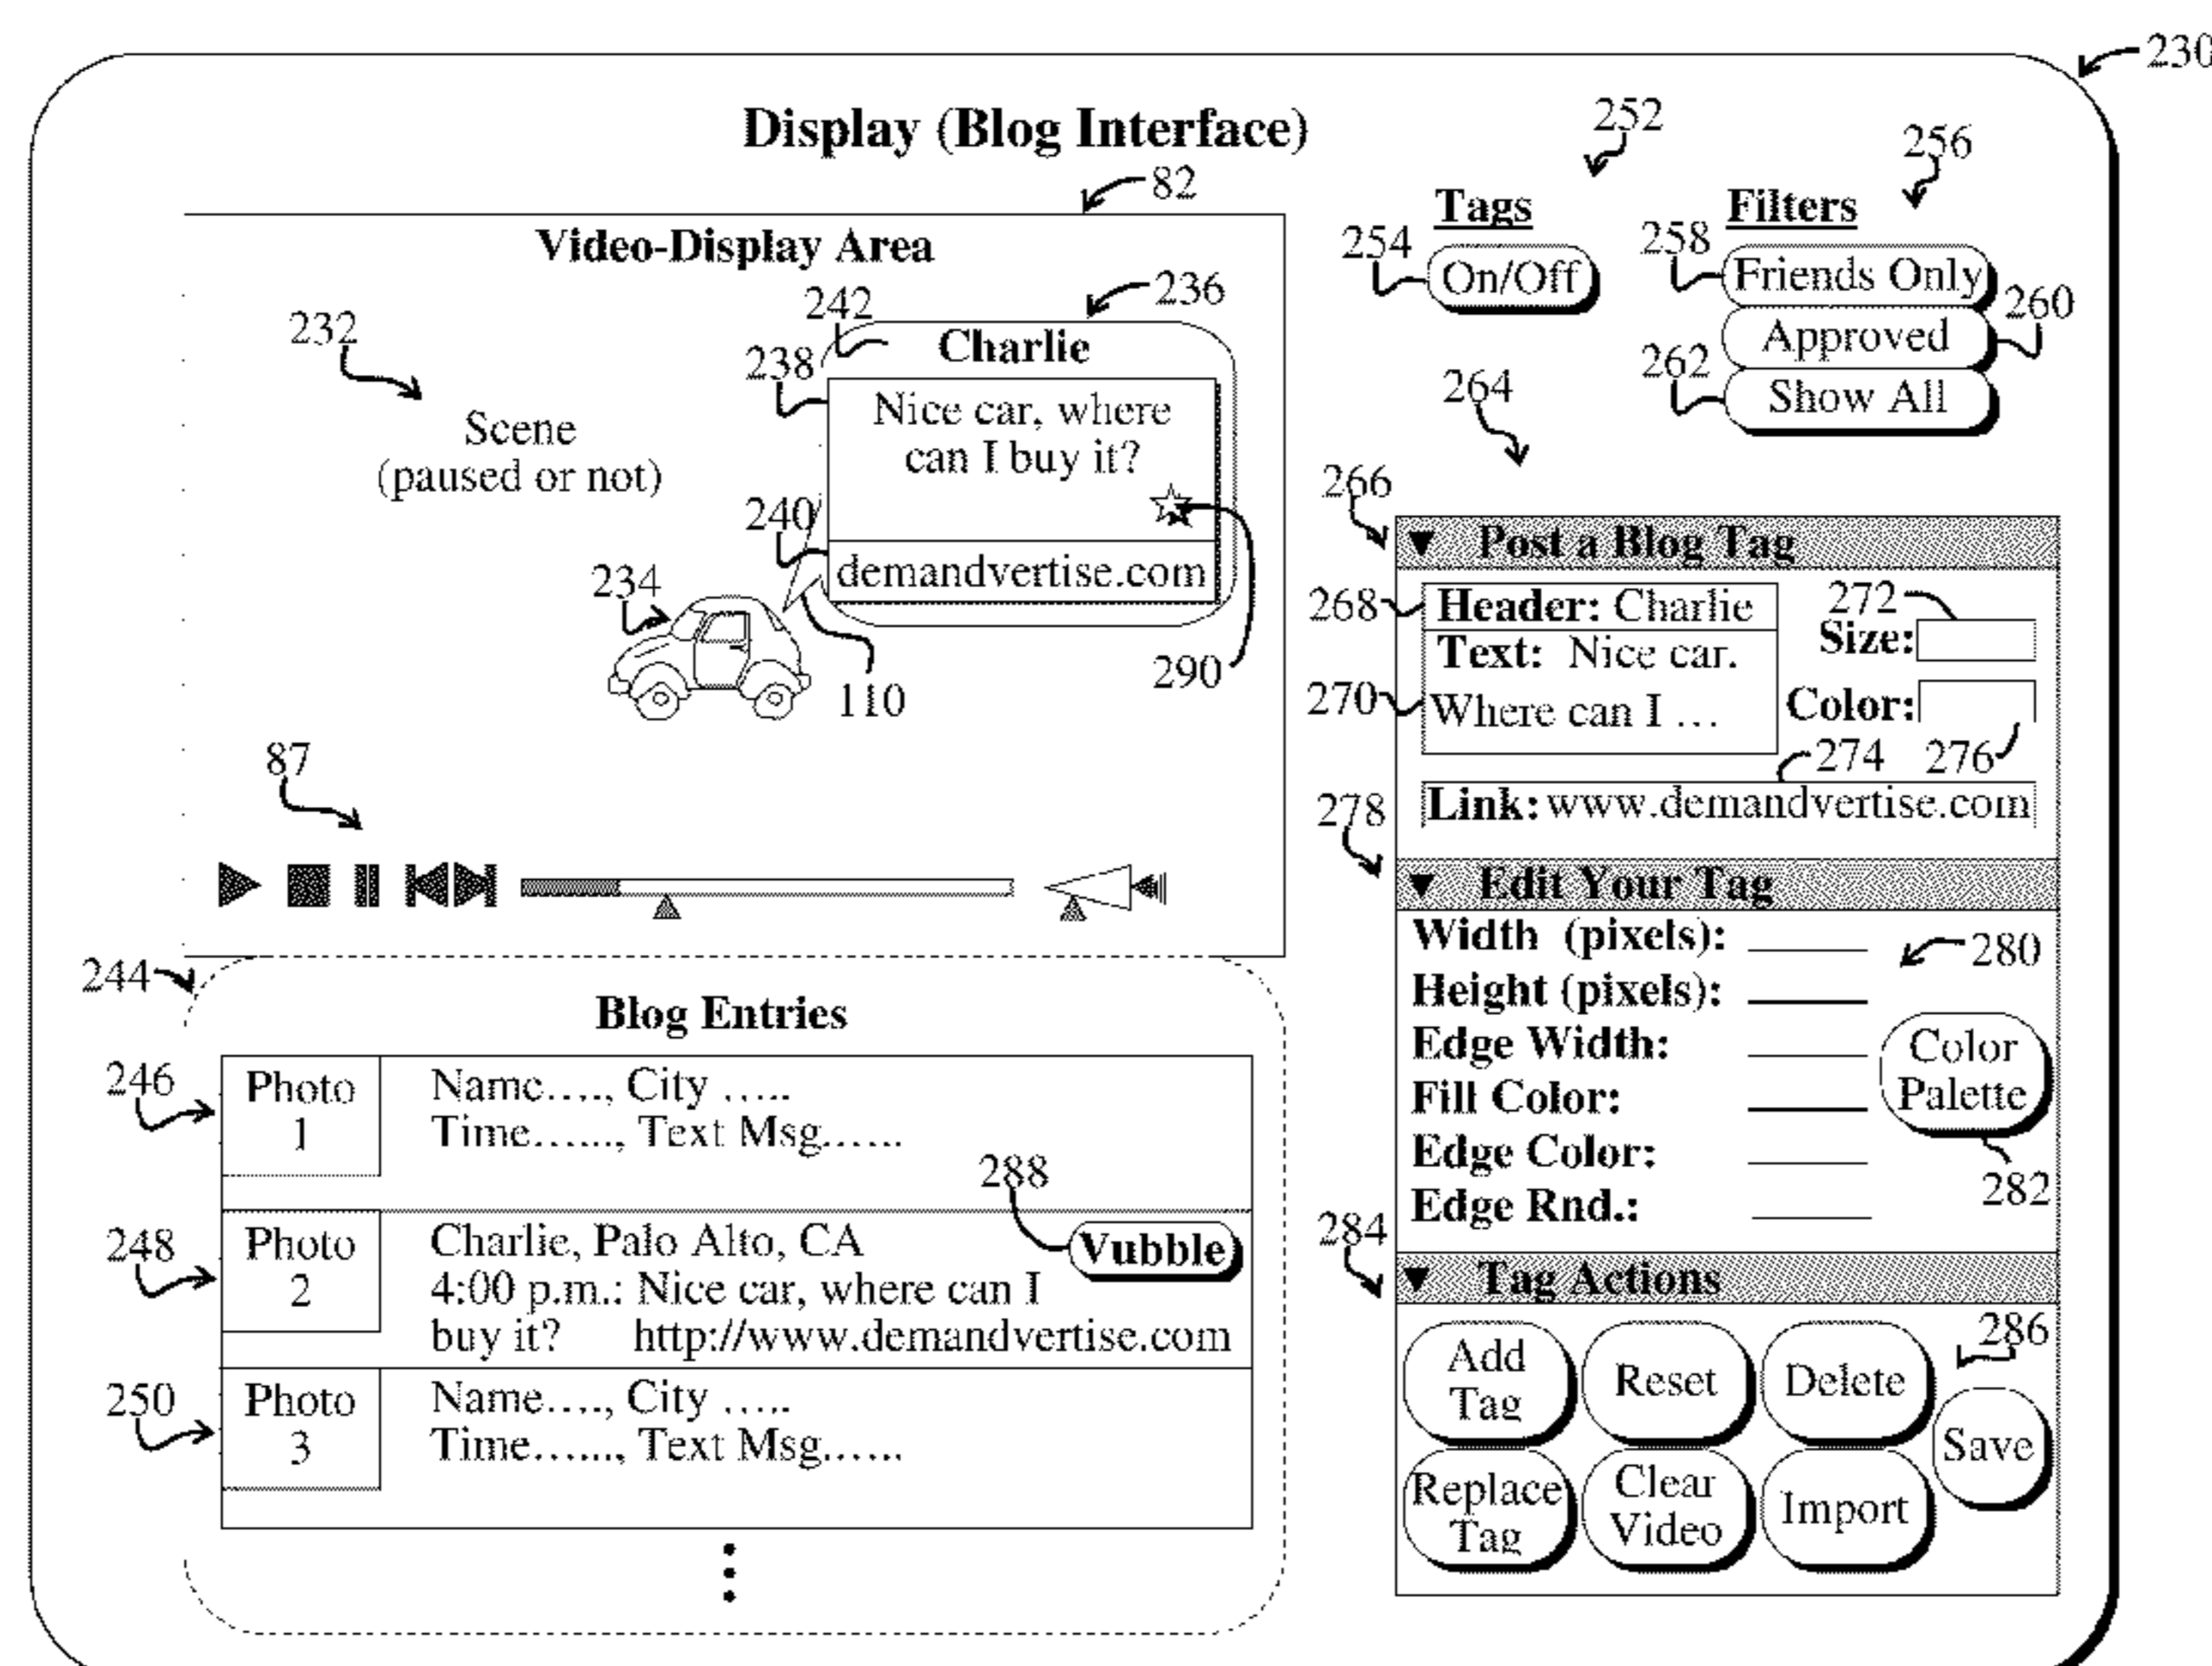 230
Display (Blog Interface)
252
256
82
Tags
Filters
Video-Display Area
254
On/Off
258
Friends Only
242
236
260
232
Charlie
Approved
238
262
264
Show All
Nice car, where
can I buy it?
Scene
(paused or not)
266
240
Post a Blog Tag
demandvertise.com
234
268
Header: Charlie
272
Size:
Text: Nice car.
290
110
270
Where can I ...
Color:
274
276
87
278
Link: www.demandvertise.com
Edit Your Tag
Width (pixels):
280
244
Height (pixels):
Blog Entries
Edge Width:
Color
Palette
246
Photo
1
Name...., City .....
Time......, Text Msg......
Fill Color:
Edge Color:
288
282
Edge Rnd.:
284
248
Photo
2
Charlie, Palo Alto, CA
Vubble
4:00 p.m.: Nice car, where can I
buy it? http://www.demandvertise.com
Tag Actions
286
Add
Tag
Reset
Delete
250
Photo
3
Name...., City .....
Time......, Text Msg......
Save
Replace
Tag
Clear
Video
Import